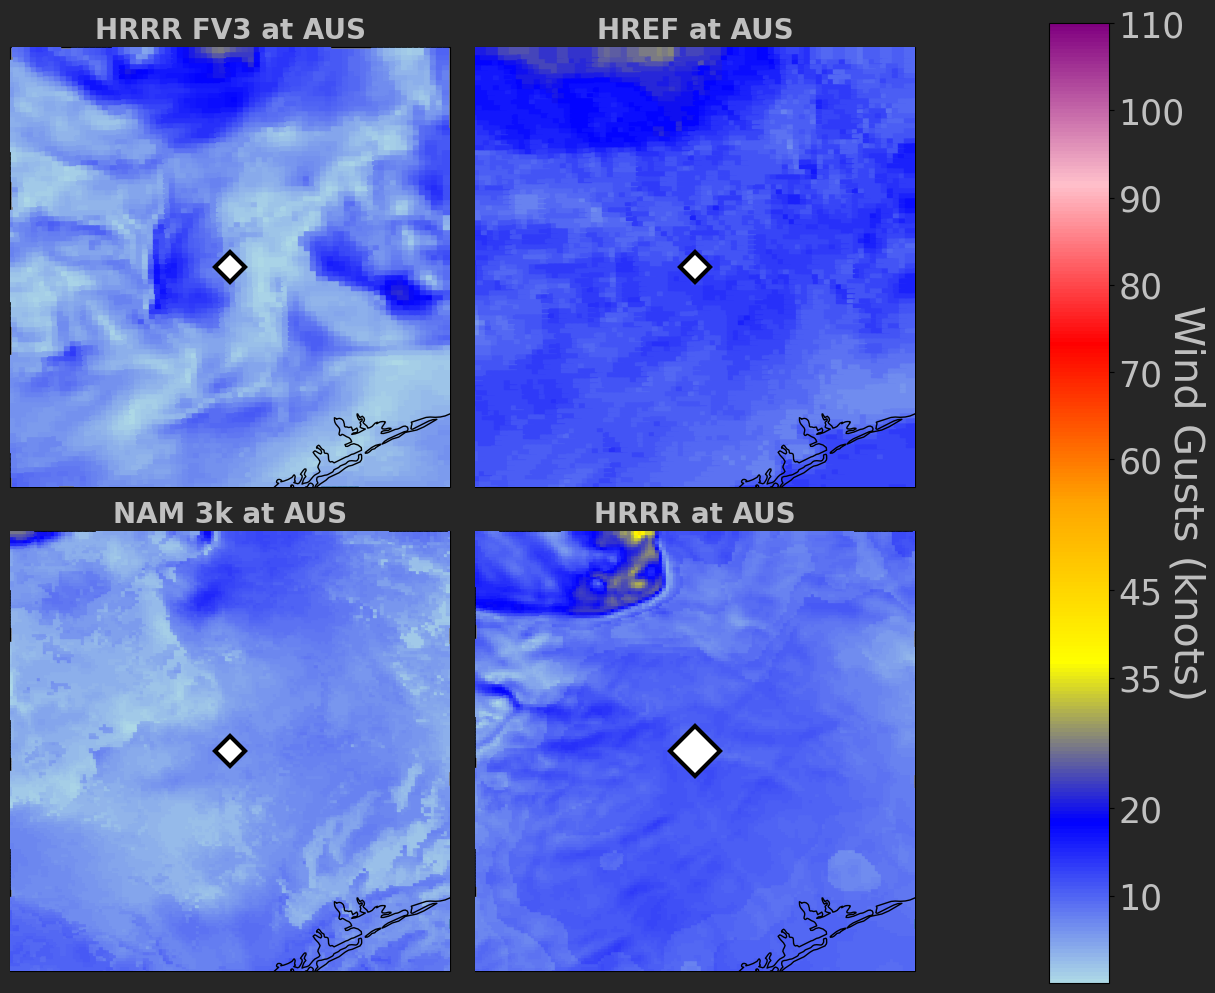 HRRR FV3 at AUS
HREF at AUS
NAM 3k at AUS
HRRR at AUS
110
100
90
80
70
60
45
35
20
10
Wind Gusts (knots)